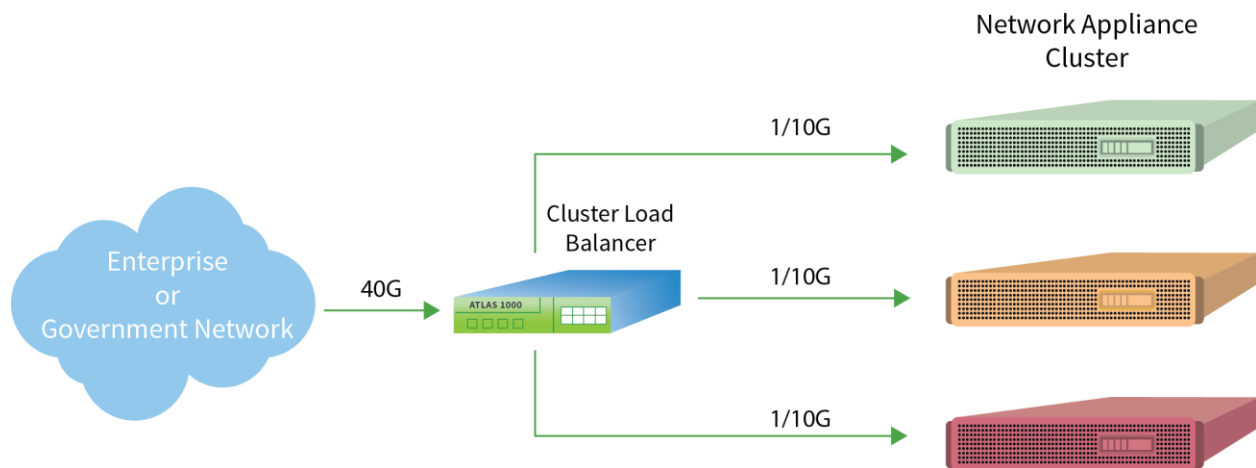 Network Appliance
Cluster
1/10G
Cluster Load
Balancer
Enterprise
or
Government Network
40G
ATLAS 1000
1/10G
1/10G